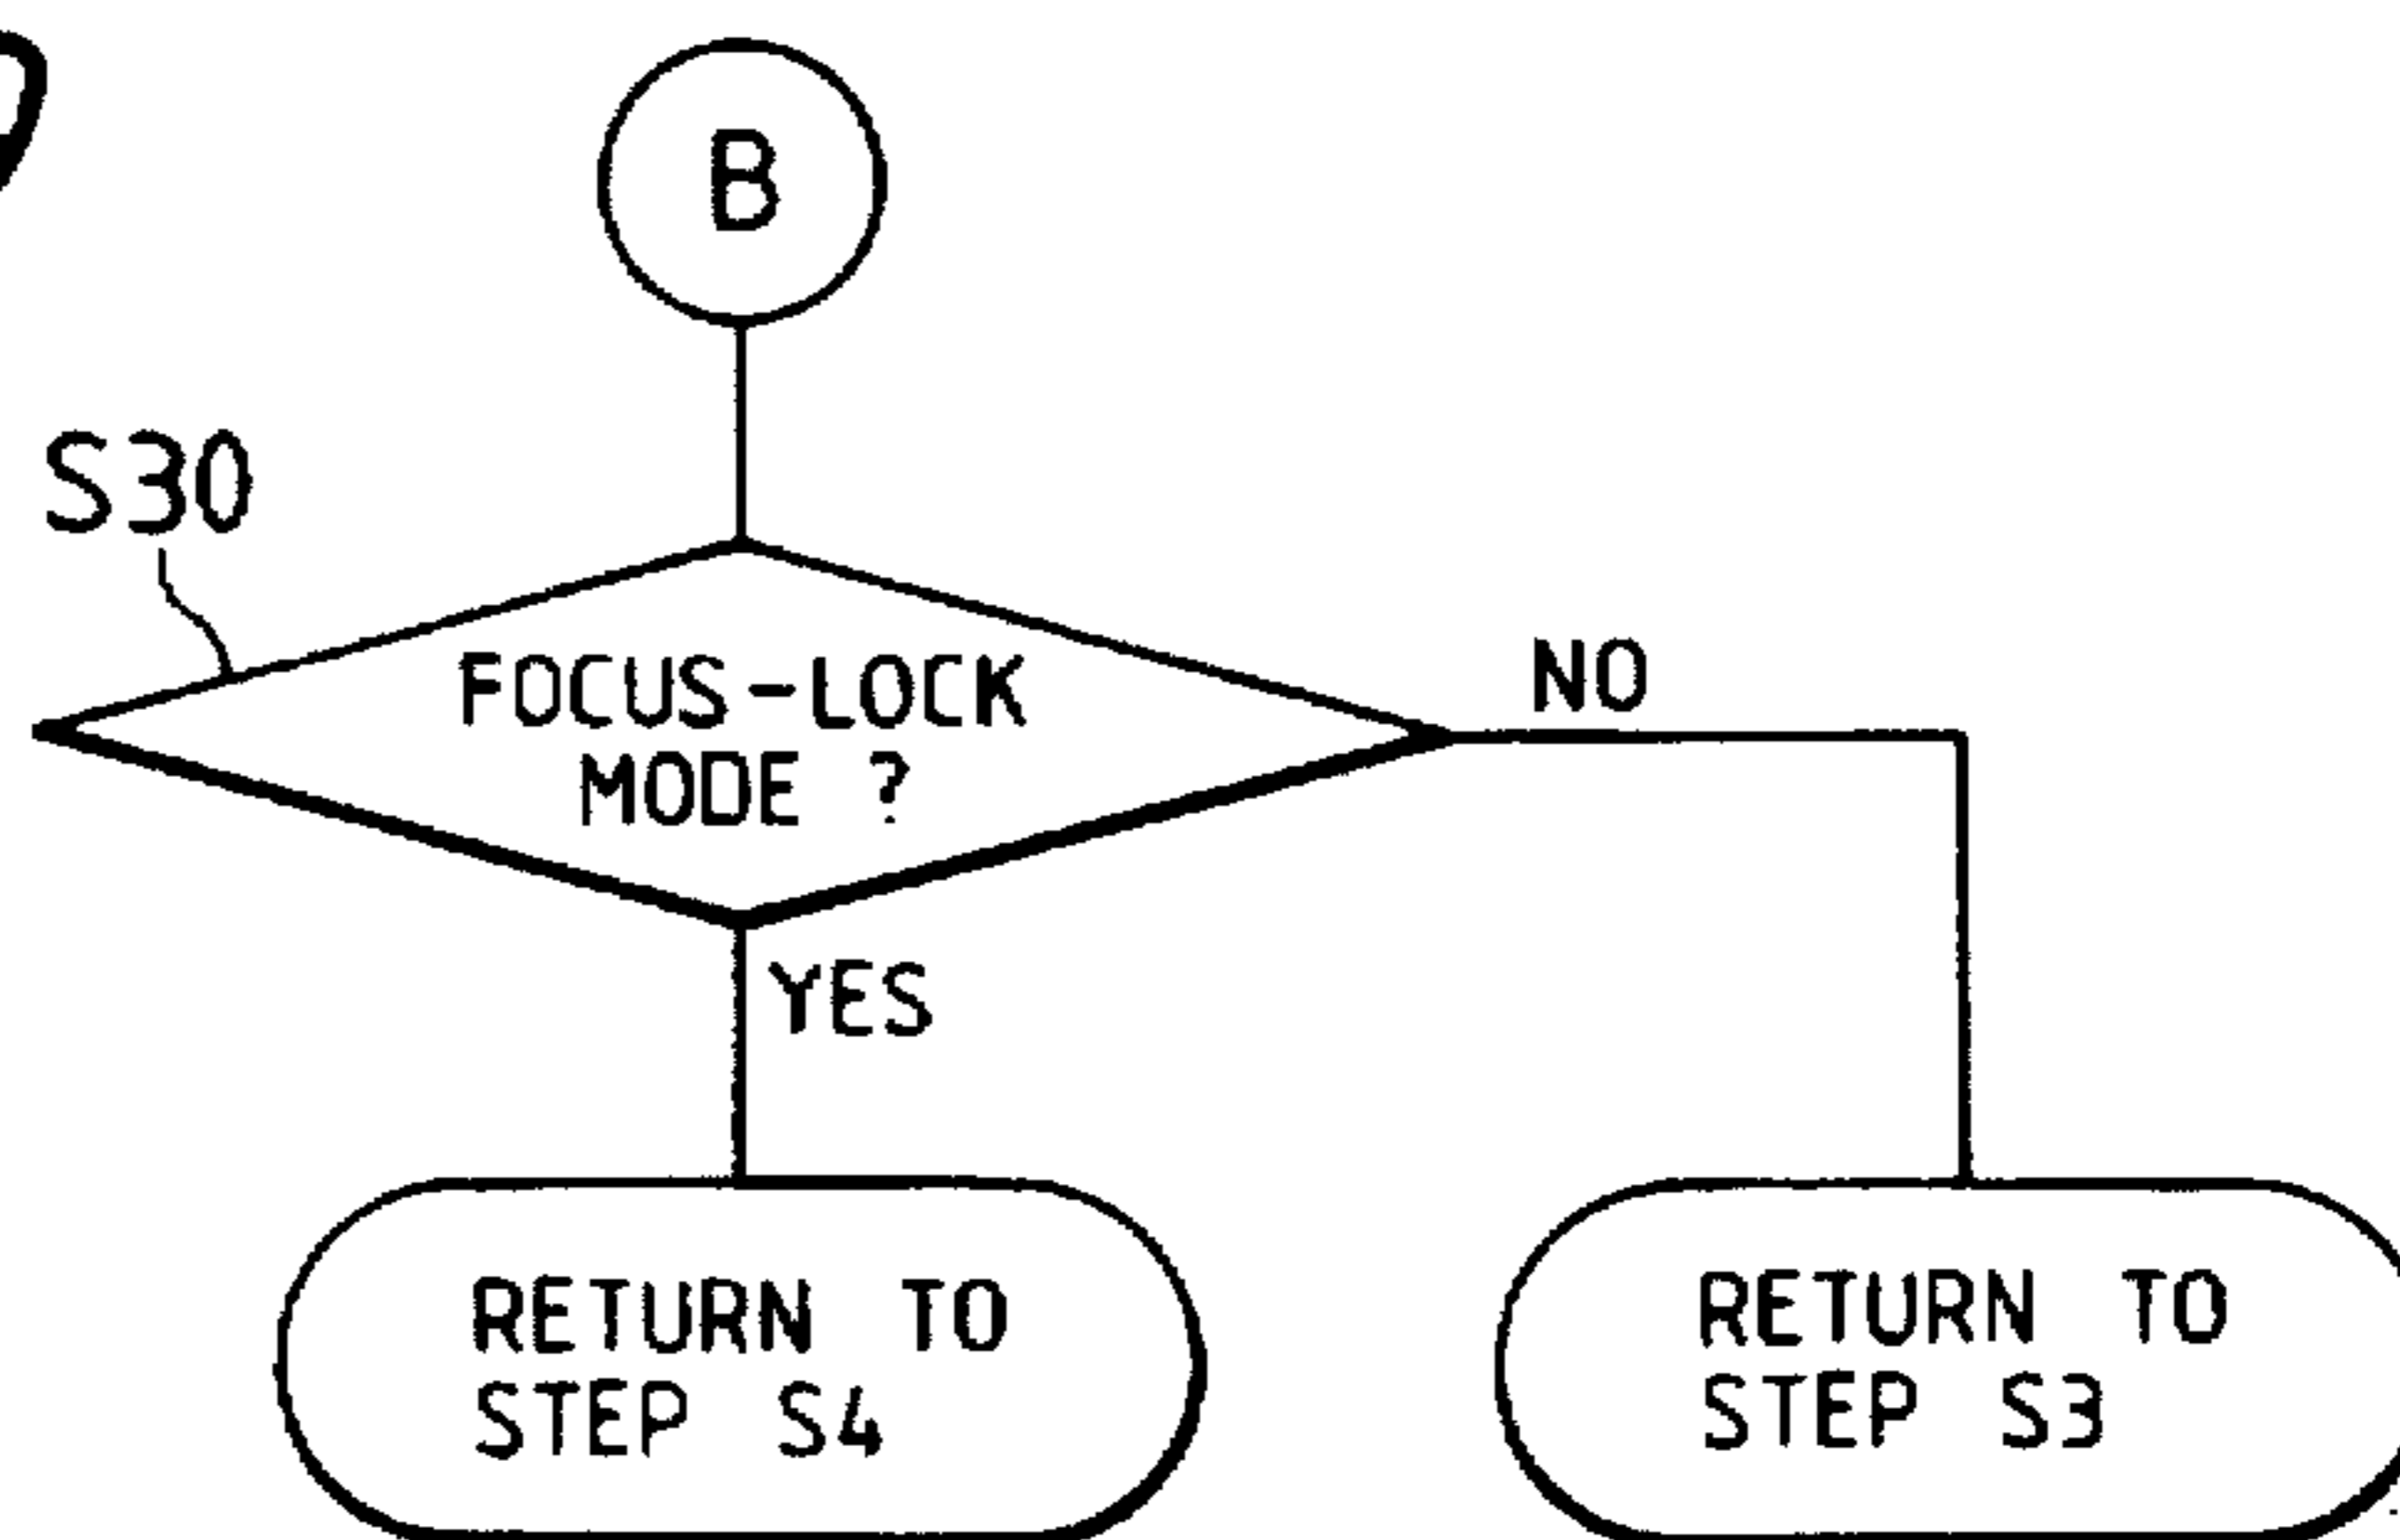 B
S30
FOCUS-LOCK
MODE ?
NO
YES
RETURN TO
STEP S4
RETURN TO
STEP S3